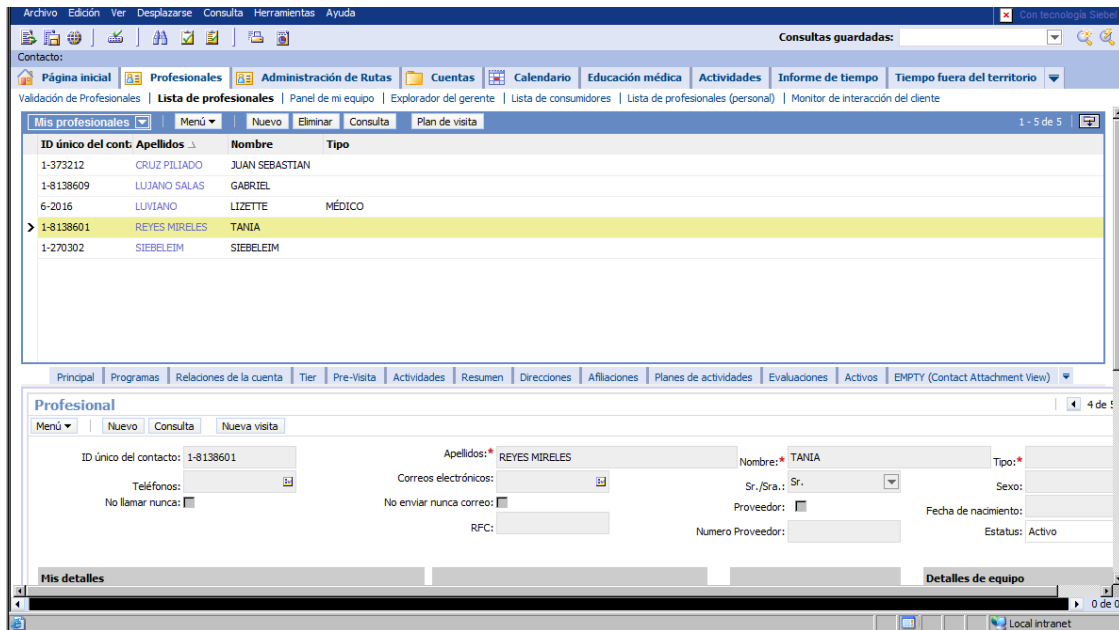 Archivo Edición Ver Desplazarse Consulta Herramientas Ayuda Con tecnología Siebel
Consultas guardadas:
Contacto:
Página inicial Profesionales Administración de Rutas Cuentas Calendario Educación médica Actividades Informe de tiempo Tiempo fuera del territorio
Validación de Profesionales | Lista de profesionales | Panel de mi equipo | Explorador del gerente | Lista de consumidores | Lista de profesionales (personal) | Monitor de interacción del cliente
Mis profesionales Menú Nuevo Eliminar Consulta Plan de visita 1 - 5 de 5
ID único del cont Apellidos Nombre Tipo
1-373212 CRUZ PILIADO JUAN SEBASTIAN
1-8138609 LUJANO SALAS GABRIEL
6-2016 LUVIANO LIZETTE MÉDICO
1-8138601 REYES MIRELES TANIA
1-270302 SIEBELEIM SIEBELEIM
Principal Programas Relaciones de la cuenta Tier Pre-Visita Actividades Resumen Direcciones Afiliaciones Planes de actividades Evaluaciones Activos EMPTY (Contact Attachment View)
Profesional 4 de 5
Menú Nuevo Consulta Nueva visita
ID único del contacto: 1-8138601 Apellidos:* REYES MIRELES Nombre:* TANIA Tipo:*
Teléfonos: Correos electrónicos: Sr./Sra.: Sr. Sexo:
No llamar nunca: No enviar nunca correo: Proveedor: Fecha de nacimiento:
RFC: Numero Proveedor: Estatus: Activo
Mis detalles Detalles de equipo
0 de 0
Local intranet